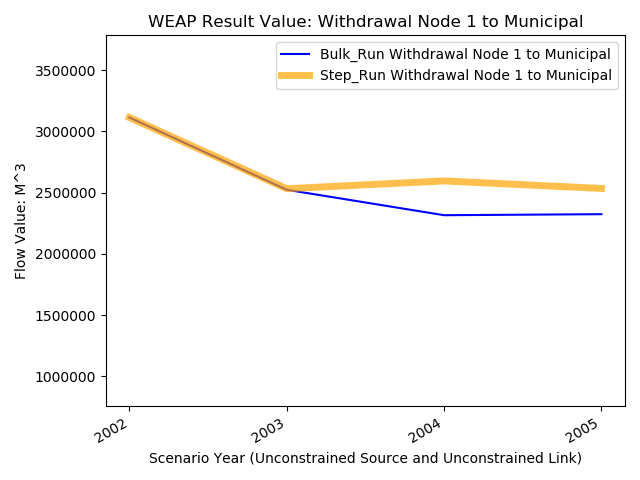 WEAP Result Value: Withdrawal Node 1 to Municipal
Bulk_Run Withdrawal Node 1 to Municipal
Step_Run Withdrawal Node 1 to Municipal
Flow Value: M^3
3500000
3000000
2500000
2000000
1500000
1000000
2002
2003
2004
2005
Scenario Year (Unconstrained Source and Unconstrained Link)